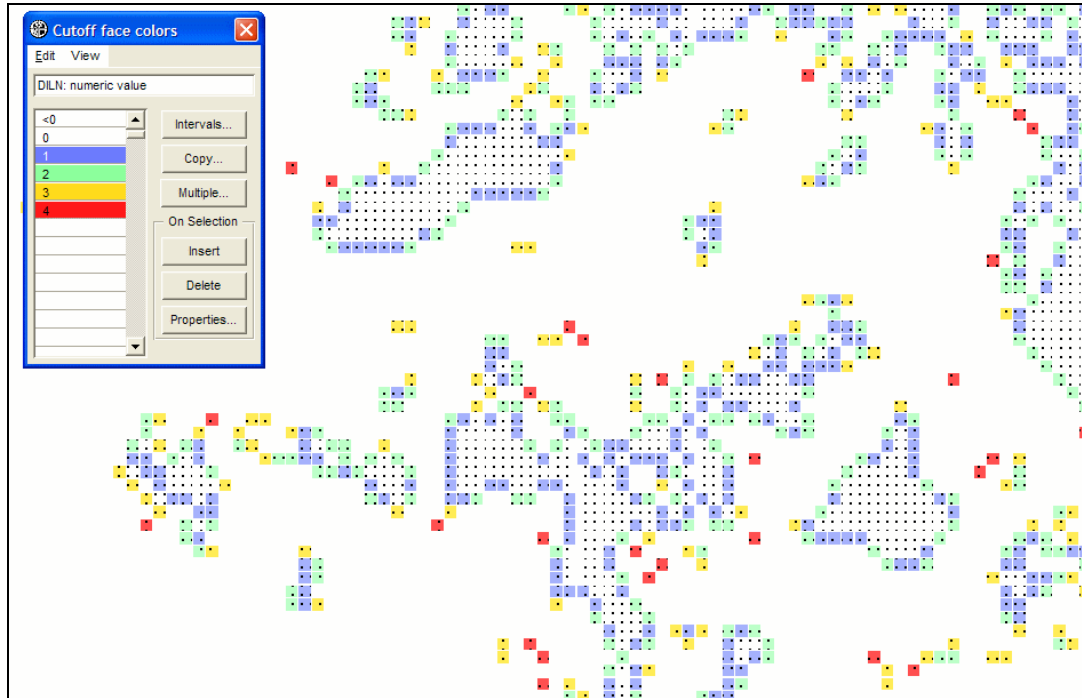 Cutoff face colors
Edit View
DILN: numeric value
<0
0
1
2
3
4
Intervals...
Copy...
Multiple...
On Selection
Insert
Delete
Properties...